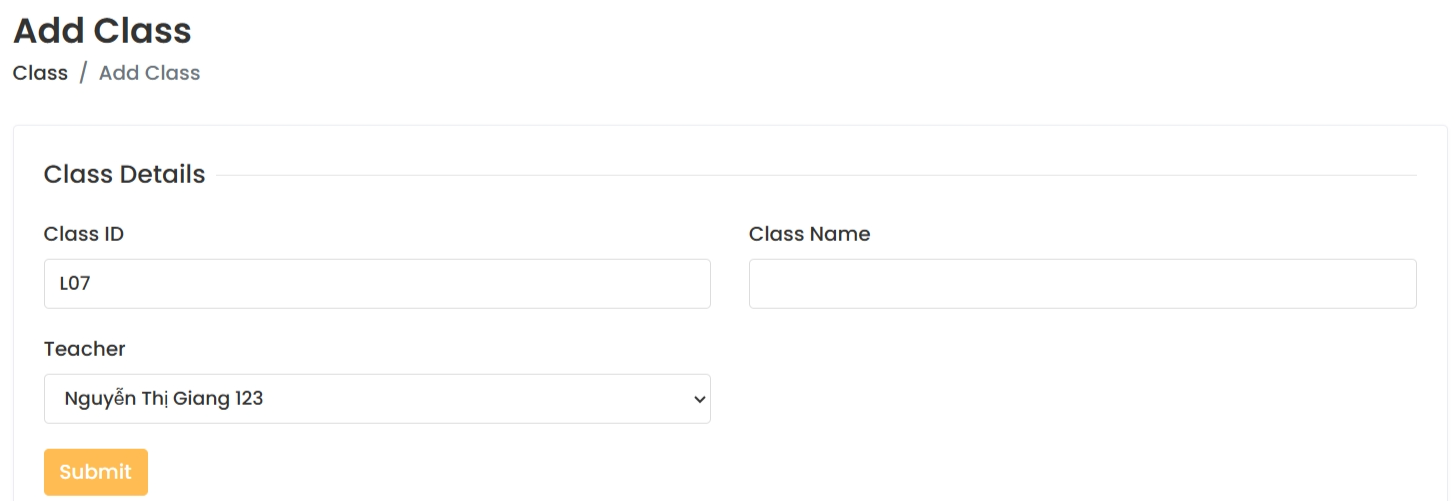 Add Class
Class / Add Class
Class Details
Class ID
L07
Class Name
Teacher
Nguyễn Thị Giang 123
Submit